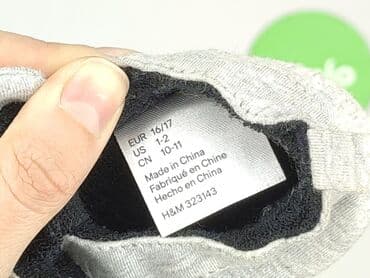 EUR 16/17
US 1-2
CN 10-11
Made in China
Fabriqué en Chine
Hecho en China
H&M 323143